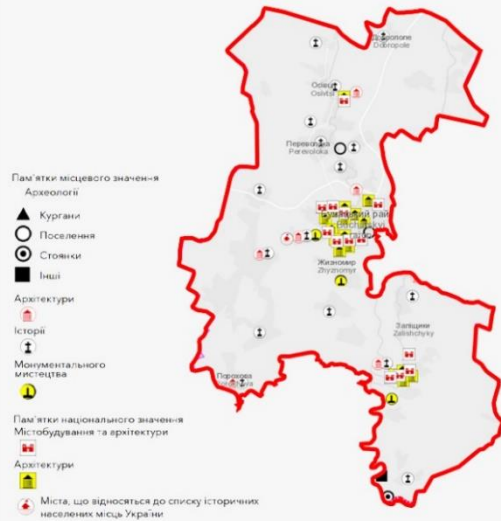 Доброполе
Dobropole
Osivtsi
Переволока
Perevoloka
Пам'ятки місцевого значення
Археології
Кургани
Поселення
Стоянки
Інші
Архітектури
Історії
Монументального
мистецтва
Пам'ятки національного значення
Містобудування та архітектури
Архітектури
Міста, що відносяться до списку історичних
населених місць України
район
Жизномир
Zhyznomyr
Заліщики
Zalishchyky
Порохова